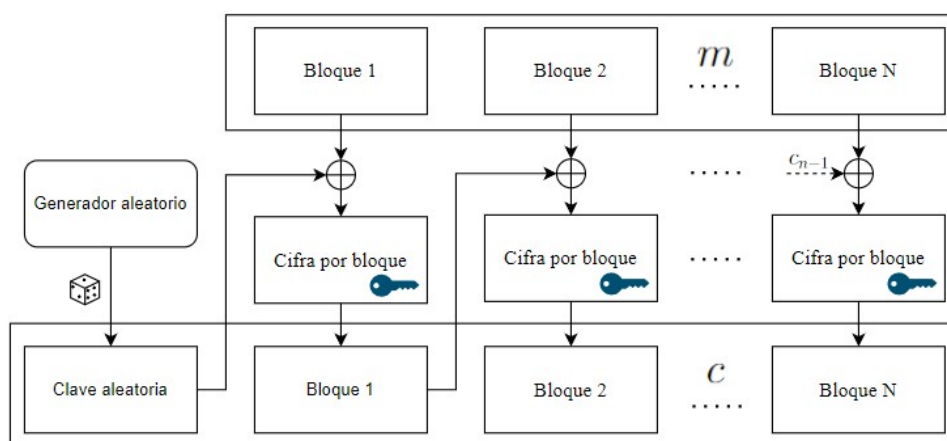 Bloque 1
Bloque 2
m
.....
Bloque N
Generador aleatorio
.....
c_{n-1}
Cifra por bloque
Cifra por bloque
.....
Cifra por bloque
Clave aleatoria
Bloque 1
Bloque 2
c
.....
Bloque N